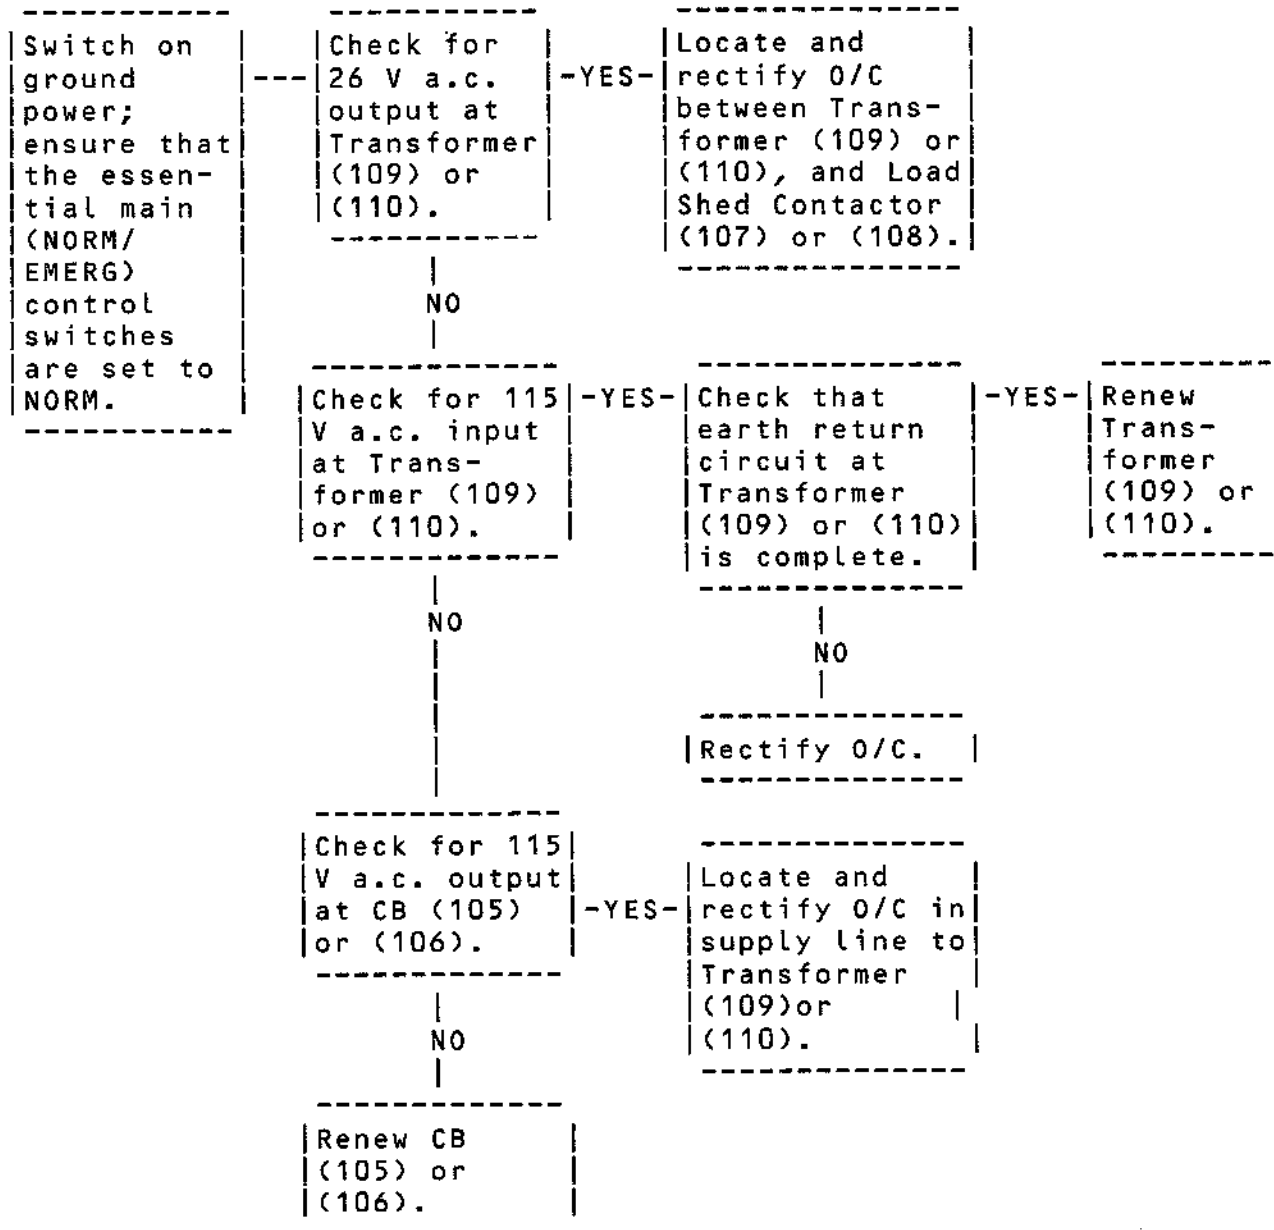 Switch on
ground
power;
ensure that
the essen-
tial main
(NORM/
EMERG)
control
switches
are set to
NORM.
Check for
26 V a.c.
output at
Transformer
(109) or
(110).
-YES-
Locate and
rectify O/C
between Trans-
former (109) or
(110), and Load
Shed Contactor
(107) or (108).
NO
Check for 115
V a.c. input
at Trans-
former (109)
or (110).
-YES-
Check that
earth return
circuit at
Transformer
(109) or (110)
is complete.
-YES-
Renew
Trans-
former
(109) or
(110).
NO
NO
Rectify O/C.
Check for 115
V a.c. output
at CB (105)
or (106).
-YES-
Locate and
rectify O/C in
supply line to
Transformer
(109)or
(110).
NO
Renew CB
(105) or
(106).